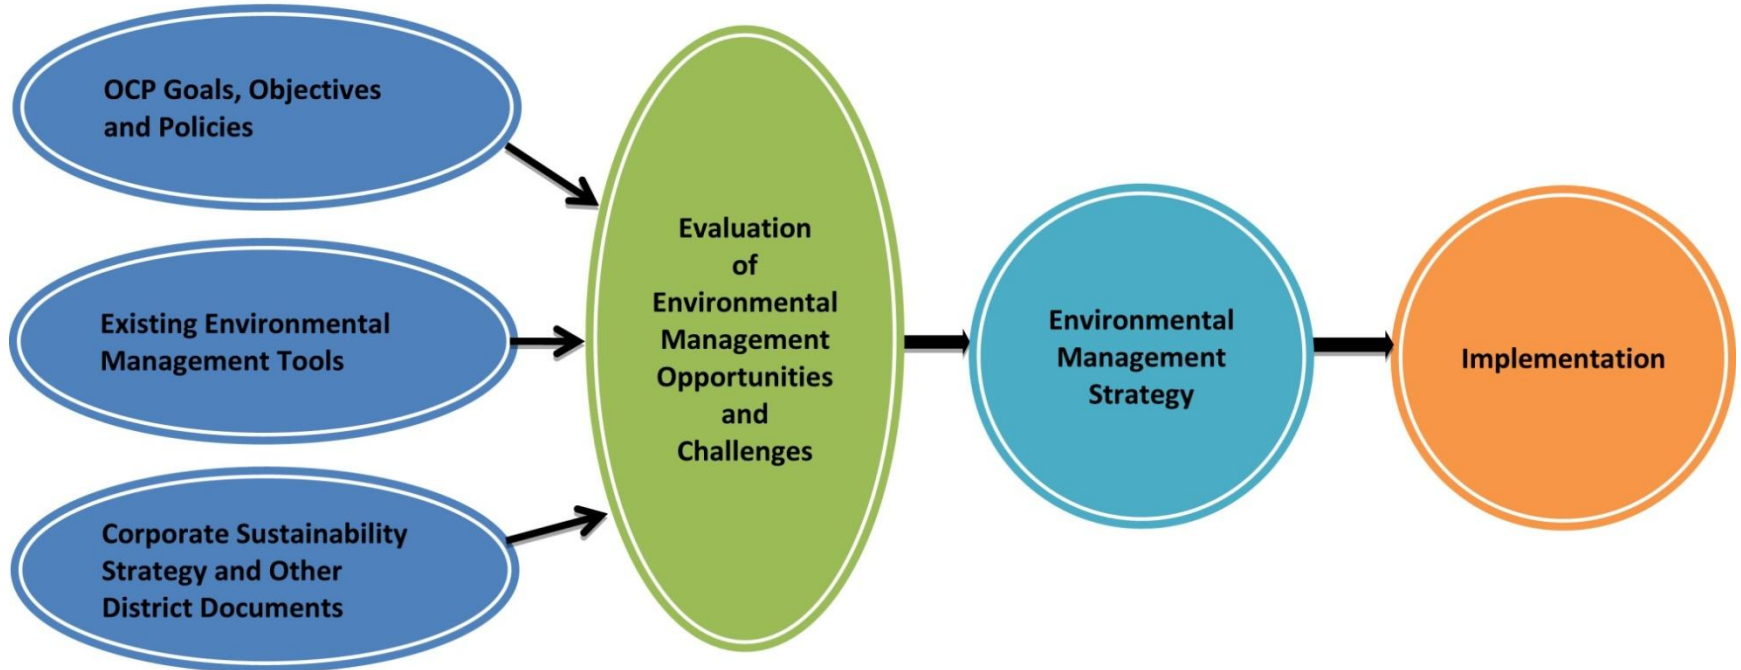 OCP Goals, Objectives
and Policies
Existing Environmental
Management Tools
Corporate Sustainability
Strategy and Other
District Documents
Evaluation
of
Environmental
Management
Opportunities
and
Challenges
Environmental
Management
Strategy
Implementation